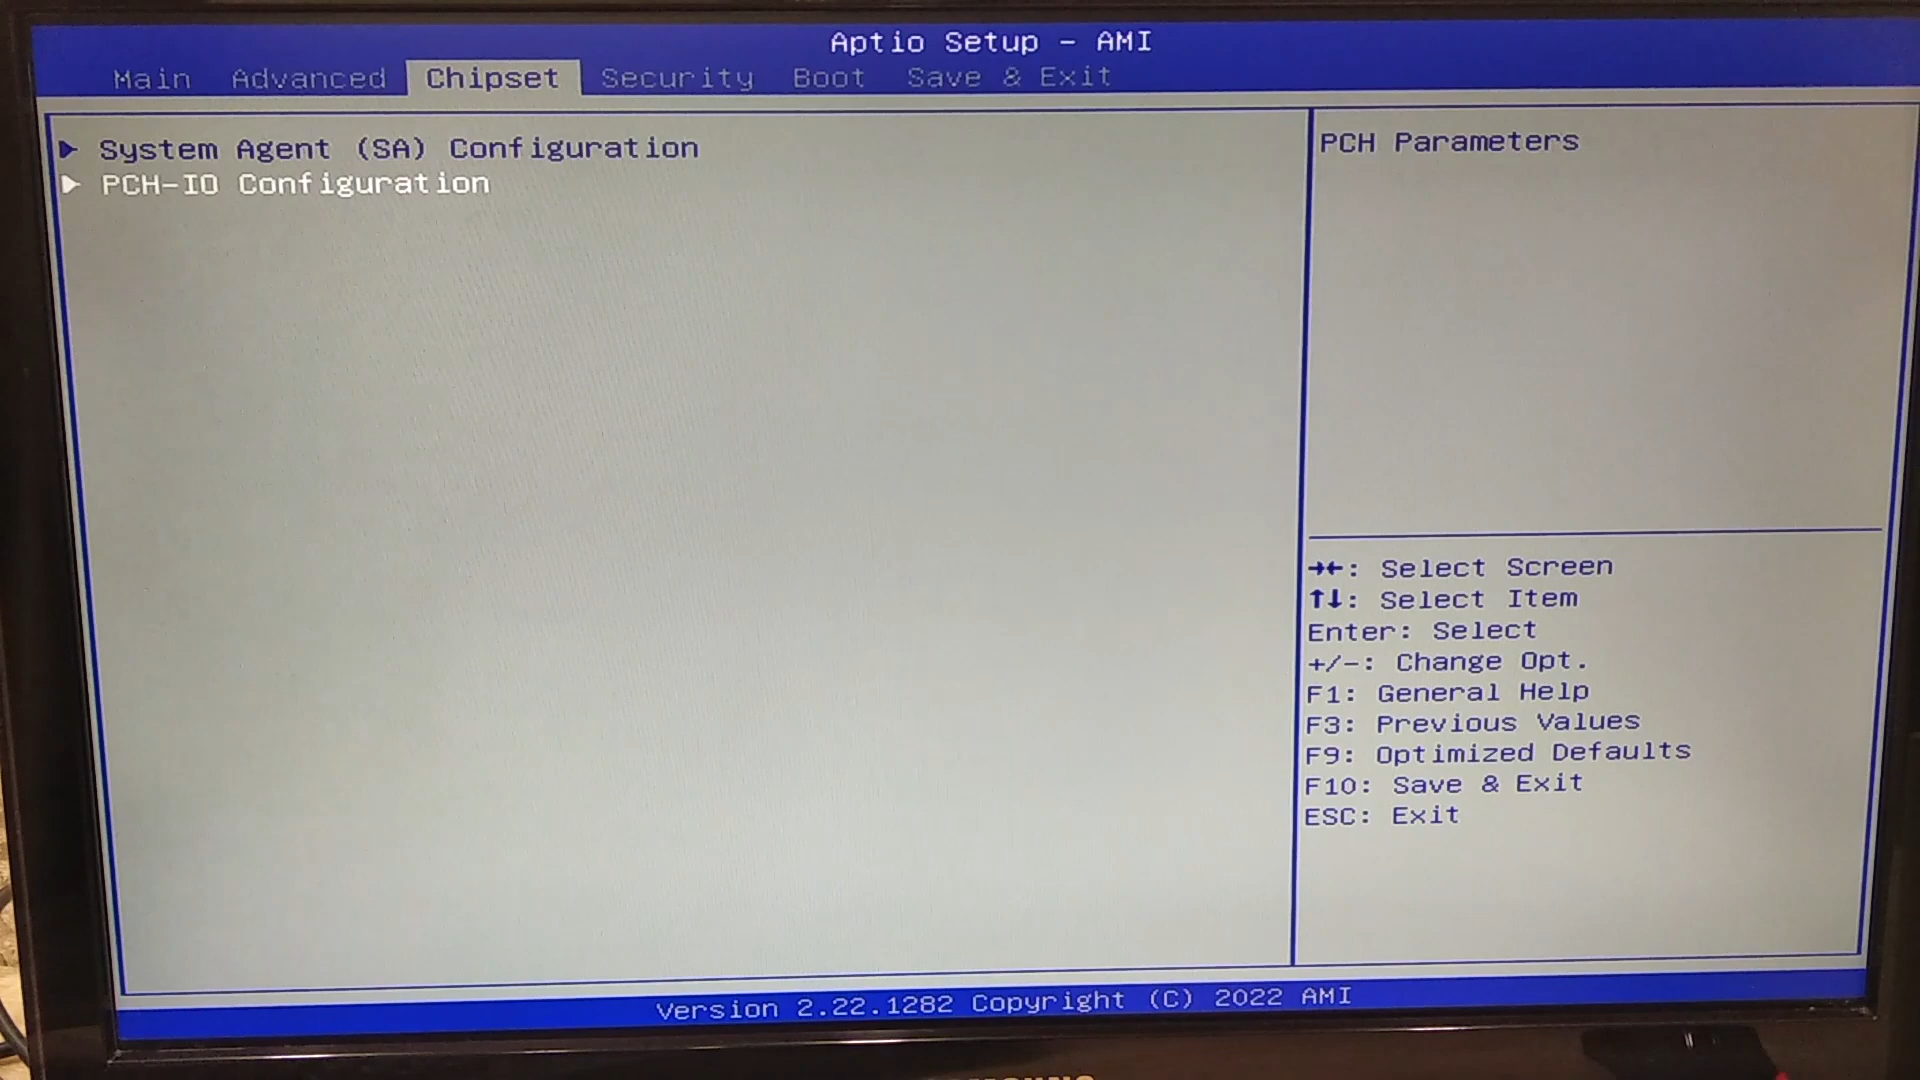 Aptio Setup - AMI
Main Advanced Chipset Security Boot Save & Exit
System Agent (SA) Configuration
PCH-IO Configuration
PCH Parameters
→←: Select Screen
↑↓: Select Item
Enter: Select
+/-: Change Opt.
F1: General Help
F3: Previous Values
F9: Optimized Defaults
F10: Save & Exit
ESC: Exit
Version 2.22.1282 Copyright (C) 2022 AMI